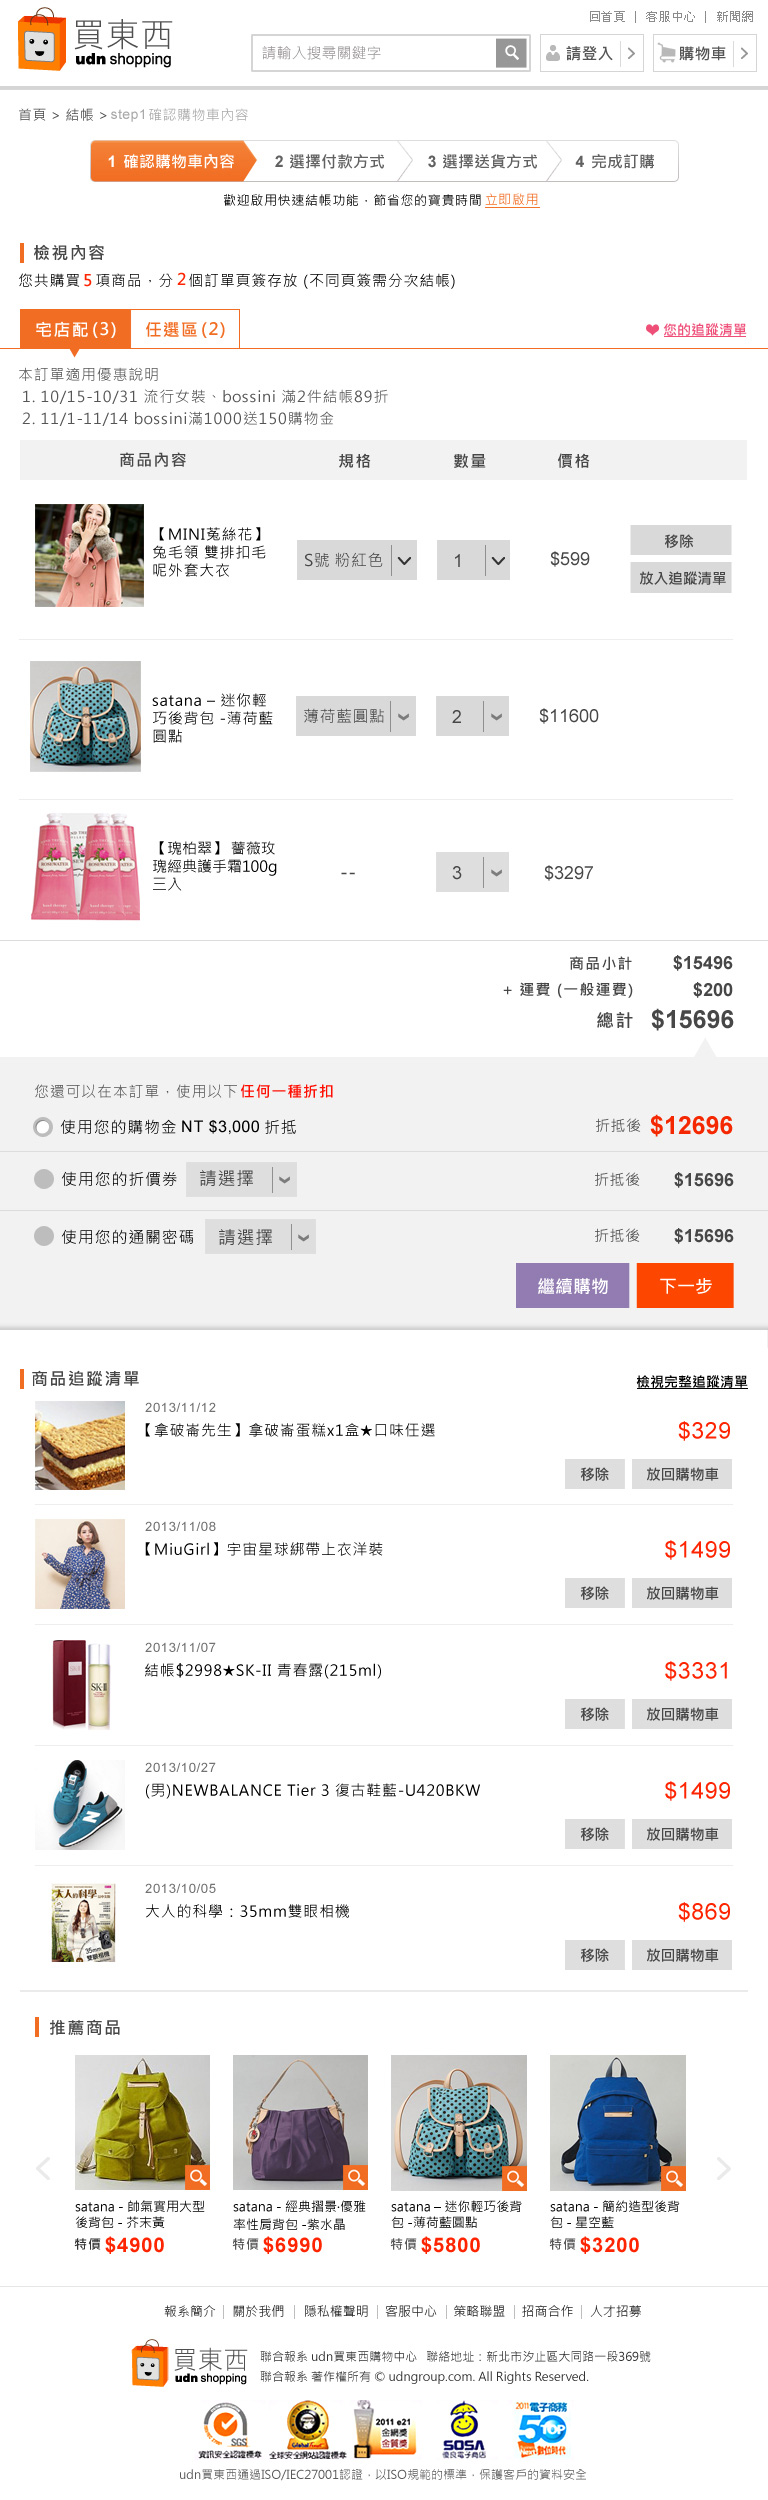 買東西
udn shopping
回首頁 | 客服中心 | 新聞網
請輸入搜尋關鍵字
請登入
購物車
首頁 > 結帳 > step1確認購物車內容
1 確認購物車內容
2 選擇付款方式
3 選擇送貨方式
4 完成訂購
歡迎啟用快速結帳功能,節省您的寶貴時間 立即啟用
檢視內容
您共購買5項商品,分2個訂單頁簽存放 (不同頁簽需分次結帳)
宅店配(3)
任選區(2)
您的追蹤清單
本訂單適用優惠說明
1. 10/15-10/31 流行女裝、bossini 滿2件結帳89折
2. 11/1-11/14 bossini滿1000送150購物金
商品內容 規格 數量 價格
【MINI菟絲花】
兔毛領 雙排扣毛
呢外套大衣
S號 粉紅色
1
$599
移除
放入追蹤清單
satana – 迷你輕
巧後背包 -薄荷藍
圓點
薄荷藍圓點
2
$11600
【瑰柏翠】 薔薇玫
瑰經典護手霜100g
三入
--
3
$3297
商品小計 $15496
+ 運費 (一般運費) $200
總計 $15696
您還可以在本訂單,使用以下任何一種折扣
使用您的購物金 NT $3,000 折抵 折抵後 $12696
使用您的折價券 請選擇 折抵後 $15696
使用您的通關密碼 請選擇 折抵後 $15696
繼續購物
下一步
商品追蹤清單
檢視完整追蹤清單
2013/11/12
【拿破崙先生】拿破崙蛋糕x1盒★口味任選
$329
移除 放回購物車
2013/11/08
【MiuGirl】宇宙星球綁帶上衣洋裝
$1499
移除 放回購物車
2013/11/07
結帳$2998★SK-II 青春露(215ml)
$3331
SK-II
移除 放回購物車
2013/10/27
(男)NEWBALANCE Tier 3 復古鞋藍-U420BKW
$1499
移除 放回購物車
2013/10/05
大人的科學:35mm雙眼相機
$869
大人的科學
35mm
雙眼相機
移除 放回購物車
推薦商品
satana - 帥氣實用大型
後背包 - 芥末黃
特價 $4900
satana - 經典摺景‧優雅
率性肩背包 -紫水晶
特價 $6990
satana – 迷你輕巧後背
包 -薄荷藍圓點
特價 $5800
satana - 簡約造型後背
包 - 星空藍
特價 $3200
報系簡介 | 關於我們 | 隱私權聲明 | 客服中心 | 策略聯盟 | 招商合作 | 人才招募
買東西
udn shopping
聯合報系 udn買東西購物中心 聯絡地址:新北市汐止區大同路一段369號
聯合報系 著作權所有 © udngroup.com. All Rights Reserved.
SGS
資訊安全認證標章
全球安全網站認證標章
2011 e21
金網獎
金質獎
SOSA
優良電子商店
2011電子商務
50 TOP
數位時代
udn買東西通過ISO/IEC27001認證,以ISO規範的標準,保護客戶的資料安全